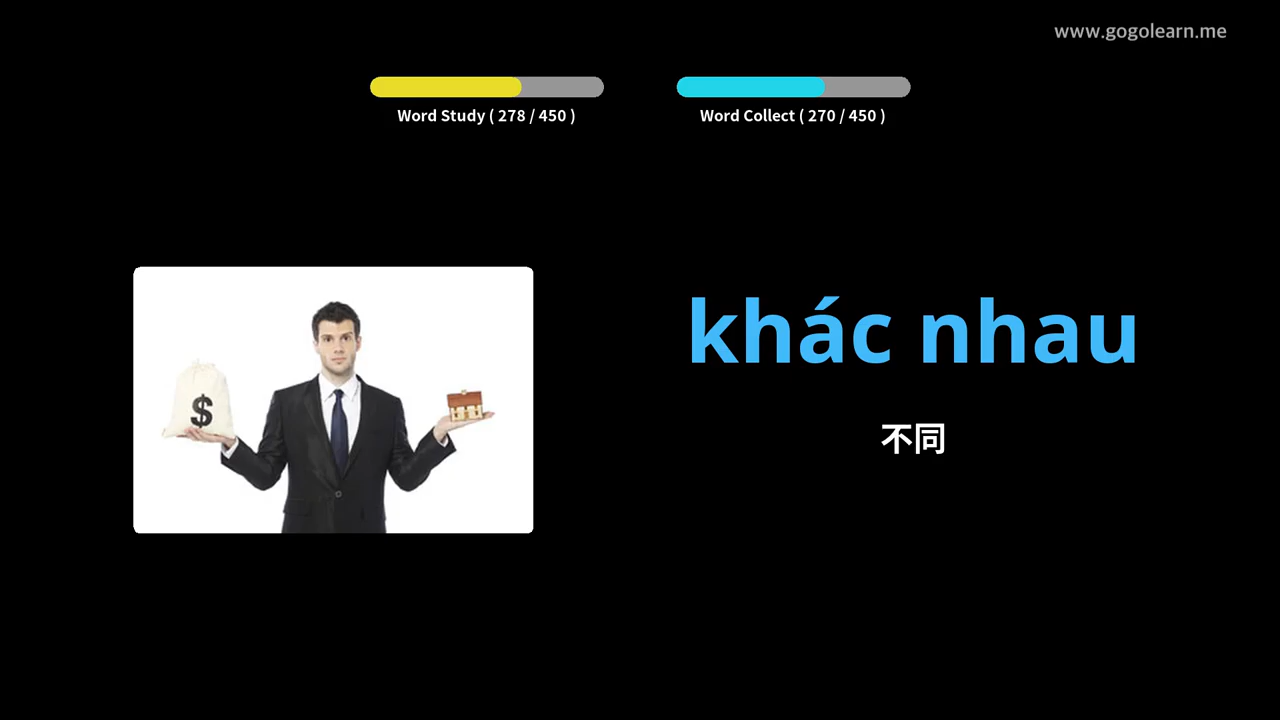 www.gogolearn.me
Word Study ( 278 / 450 )
Word Collect ( 270 / 450 )
$
khác nhau
不同